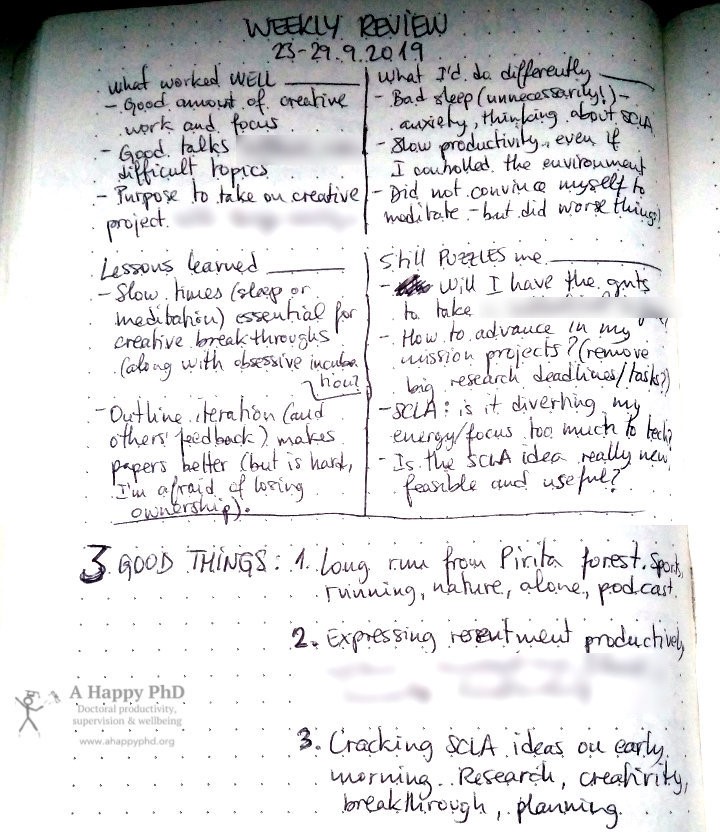 WEEKLY REVIEW
23-29.9.2019
What worked WELL
- Good amount of creative
work and focus
- Good talks
difficult topics
- Purpose to take on creative
project.
What I'd do differently
- Bad sleep (unnecessarily!) -
anxiety, thinking about SCLA
- Slow productivity, even if
I controlled the environment
- Did not convince myself to
meditate - but did worse things!
Lessons learned
- Slow times (sleep or
meditation) essential for
creative breakthroughs
(along with obsessive incuba
tion?
- Outline iteration (and
others' feedback) makes
papers better (but is hard,
I'm afraid of losing
ownership).
Still PUZZLES me
- Will I have the guts
to take
- How to advance in my
mission projects? (remove
big research deadlines/tasks?)
- SCLA: is it diverting my
energy/focus too much to tech?
- Is the SCLA idea really new
feasible and useful?
3 GOOD THINGS: 1. Long run from Pirita forest. Sports,
running, nature, alone, podcast.
2. Expressing resentment productively
3. Cracking SCLA ideas on early
morning. Research, creativity,
breakthrough, planning.
A Happy PhD
Doctoral productivity,
supervision & wellbeing
www.ahappyphd.org